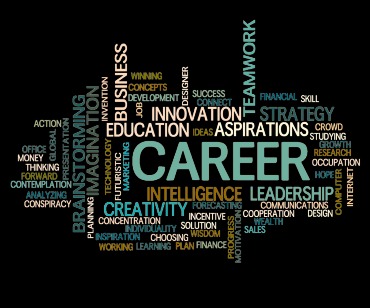 WINNING
CONCEPTS
DEVELOPMENT
BUSINESS
INVENTION
JOB
DESIGNER
SUCCESS
CONNECT
TEAMWORK
FINANCIAL
SKILL
INNOVATION
STRATEGY
ACTION
GLOBAL
PRESENTATION
BRAINSTORMING
IMAGINATION
EDUCATION
IDEAS
ASPIRATIONS
CROWD
STUDYING
GROWTH
RESEARCH
OCCUPATION
OFFICE
MONEY
THINKING
FORWARD
CONTEMPLATION
ANALYZING
CONSPIRACY
TECHNOLOGY
FUTURISTIC
MARKETING
CAREER
HOPE
COMPUTER
INTERNET
INTELLIGENCE
LEADERSHIP
PLANNING
CREATIVITY
FORECASTING
COMMUNICATIONS
COOPERATION
DESIGN
CONCENTRATION
INCENTIVE
INDIVIDUALITY
SOLUTION
WEALTH
INSPIRATION
CHOOSING
WISDOM
SALES
WORKING
LEARNING
PLAN
FINANCE
PROGRESS
MOTIVATION